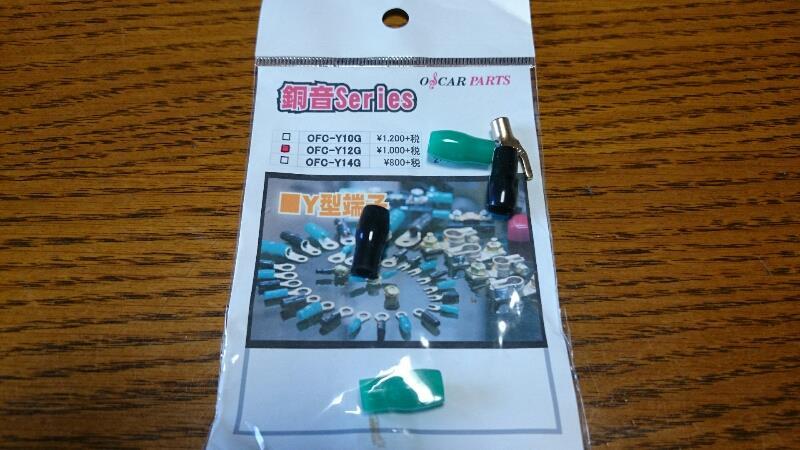 OSCAR PARTS
銅音Series
OFC-Y10G ¥1,200+税
OFC-Y12G ¥1,000+税
OFC-Y14G ¥800+税
■Y型端子